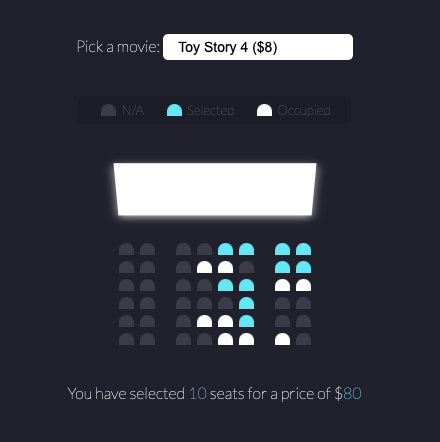 Pick a movie: Toy Story 4 ($8)
N/A Selected Occupied
You have selected 10 seats for a price of $80